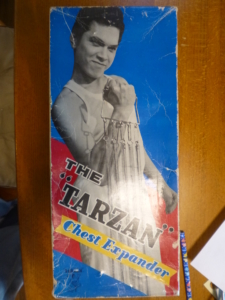 THE
"TARZAN"
Chest Expander